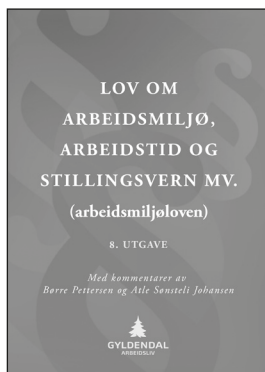 LOV OM
ARBEIDSMILJØ,
ARBEIDSTID OG
STILLINGSVERN MV.
(arbeidsmiljøloven)
8. UTGAVE
Med kommentarer av
Børre Pettersen og Atle Sønsteli Johansen
GYLDENDAL
ARBEIDSLIV